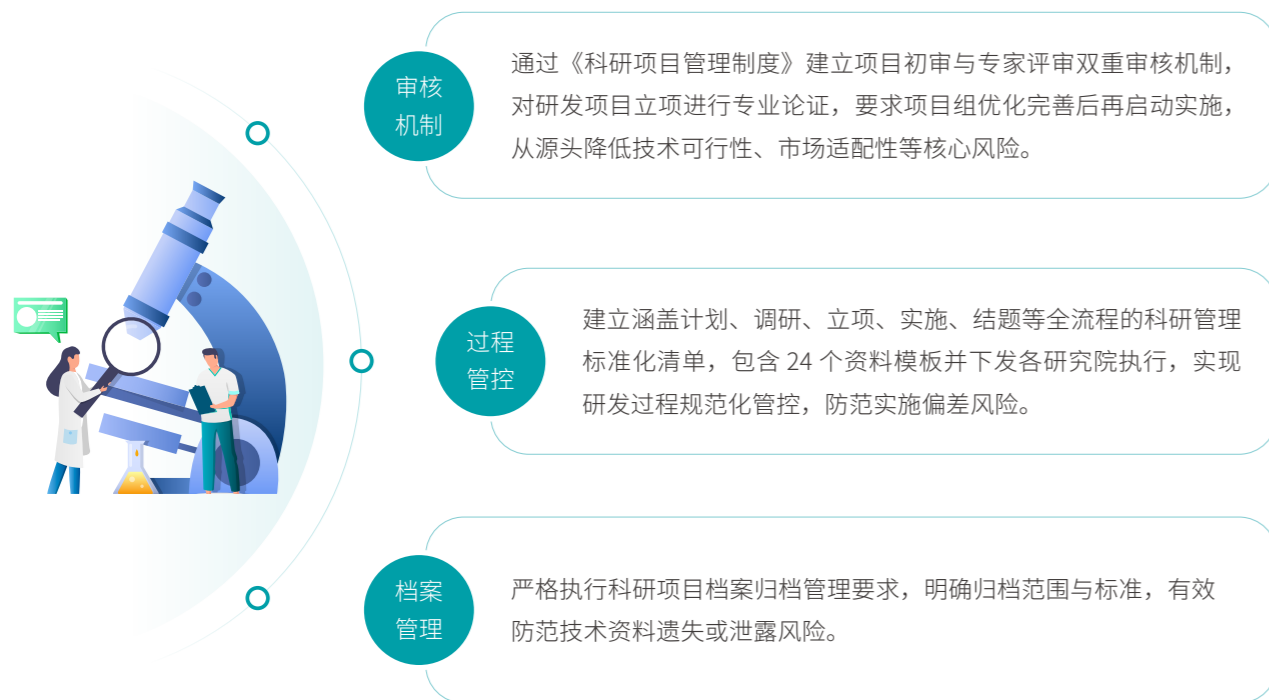 审核
机制
通过《科研项目管理制度》建立项目初审与专家评审双重审核机制，
对研发项目立项进行专业论证，要求项目组优化完善后再启动实施，
从源头降低技术可行性、市场适配性等核心风险。
过程
管控
建立涵盖计划、调研、立项、实施、结题等全流程的科研管理
标准化清单，包含 24 个资料模板并下发各研究院执行，实现
研发过程规范化管控，防范实施偏差风险。
档案
管理
严格执行科研项目档案归档管理要求，明确归档范围与标准，有效
防范技术资料遗失或泄露风险。